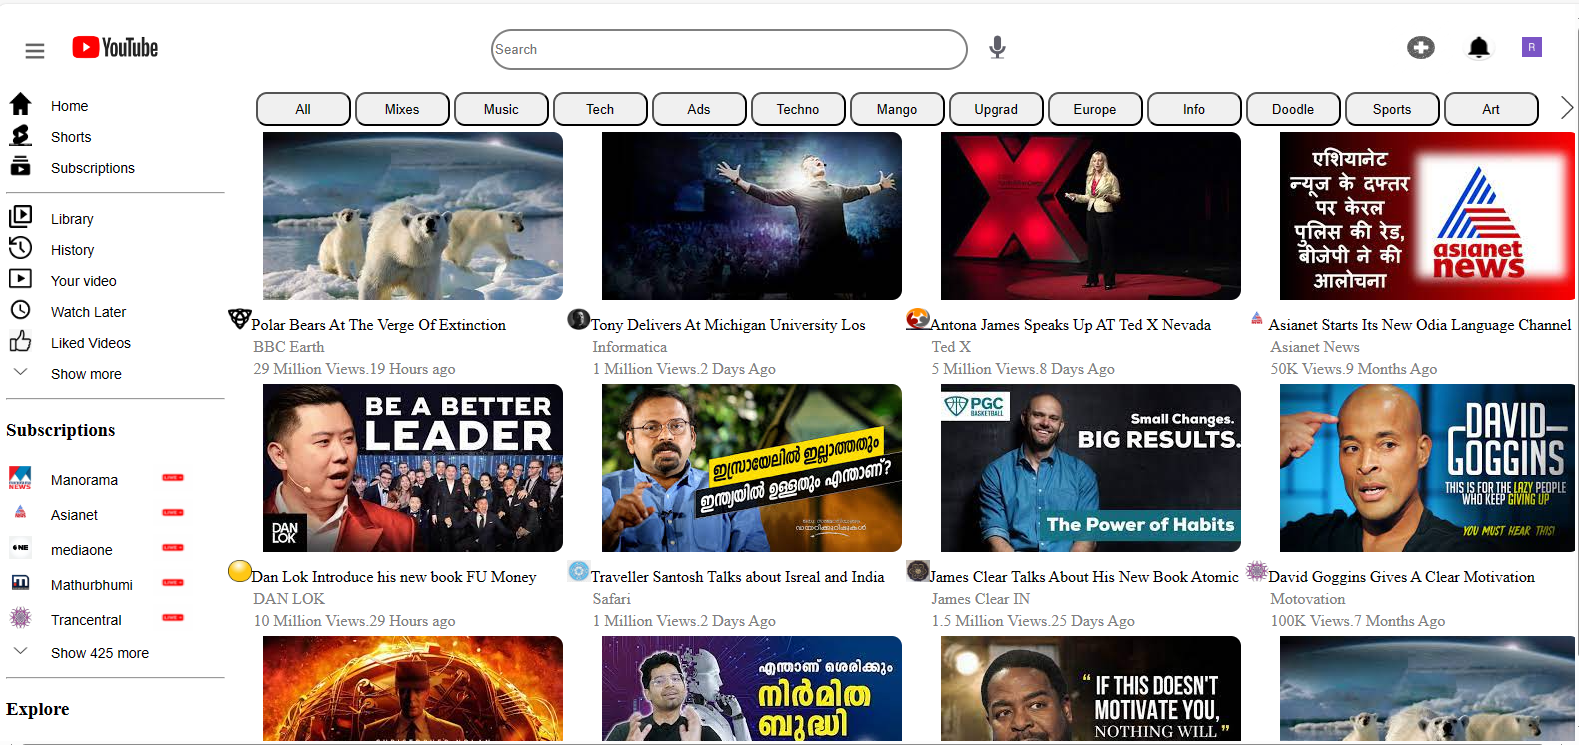 YouTube
Search
R
Home
Shorts
Subscriptions
Library
History
Your video
Watch Later
Liked Videos
Show more
Subscriptions
Manorama
Asianet
mediaone
Mathurbhumi
Trancentral
Show 425 more
Explore
All
Mixes
Music
Tech
Ads
Techno
Mango
Upgrad
Europe
Info
Doodle
Sports
Art
X
एशियानेट
न्यूज के दफ्तर
पर केरल
पुलिस की रेड,
बीजेपी ने की
आलोचना
asianet
news
Polar Bears At The Verge Of Extinction
BBC Earth
29 Million Views.19 Hours ago
Tony Delivers At Michigan University Los
Informatica
1 Million Views.2 Days Ago
Antona James Speaks Up AT Ted X Nevada
Ted X
5 Million Views.8 Days Ago
Asianet Starts Its New Odia Language Channel
Asianet News
50K Views.9 Months Ago
BE A BETTER
LEADER
DAN
LOK
ഇസ്രായേലിൽ ഇല്ലാത്തതും
ഇന്ത്യയിൽ ഉള്ളതും എന്താണ്?
PGC
BASKETBALL
Small Changes.
BIG RESULTS.
The Power of Habits
DAVID
GOGGINS
THIS IS FOR THE LAZY PEOPLE
WHO KEEP GIVING UP
YOU MUST HEAR THIS!
Dan Lok Introduce his new book FU Money
DAN LOK
10 Million Views.29 Hours ago
Traveller Santosh Talks about Isreal and India
Safari
1 Million Views.2 Days Ago
James Clear Talks About His New Book Atomic
James Clear IN
1.5 Million Views.25 Days Ago
David Goggins Gives A Clear Motivation
Motovation
100K Views.7 Months Ago
എന്താണ് ശെരിക്കും
നിർമിത
ബുദ്ധി
“ IF THIS DOESN'T
MOTIVATE YOU,
NOTHING WILL ”